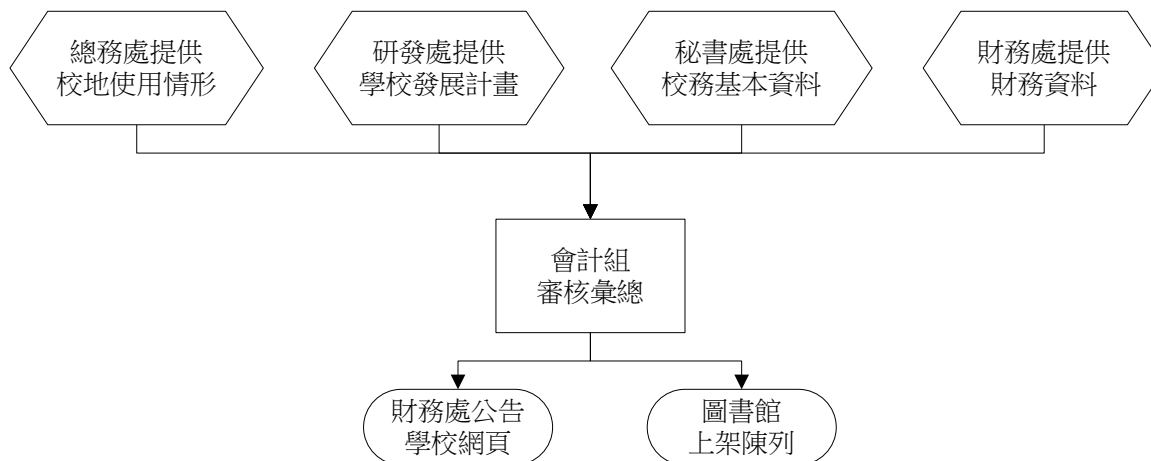 總務處提供
校地使用情形
研發處提供
學校發展計畫
秘書處提供
校務基本資料
財務處提供
財務資料
會計組
審核彙總
財務處公告
學校網頁
圖書館
上架陳列